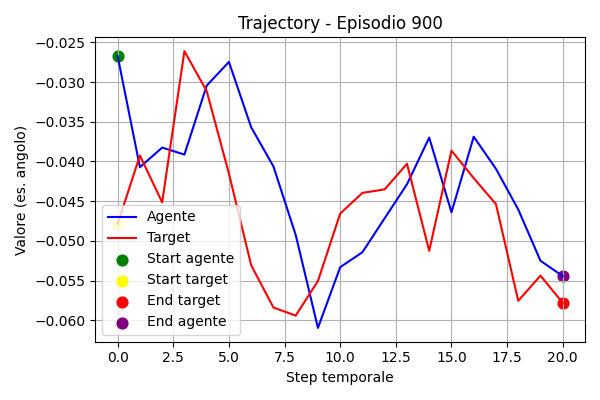 Trajectory - Episodio 900
Valore (es. angolo)
−0.025
−0.030
−0.035
−0.040
−0.045
−0.050
−0.055
−0.060
Agente
Target
Start agente
Start target
End target
End agente
0.0 2.5 5.0 7.5 10.0 12.5 15.0 17.5 20.0
Step temporale